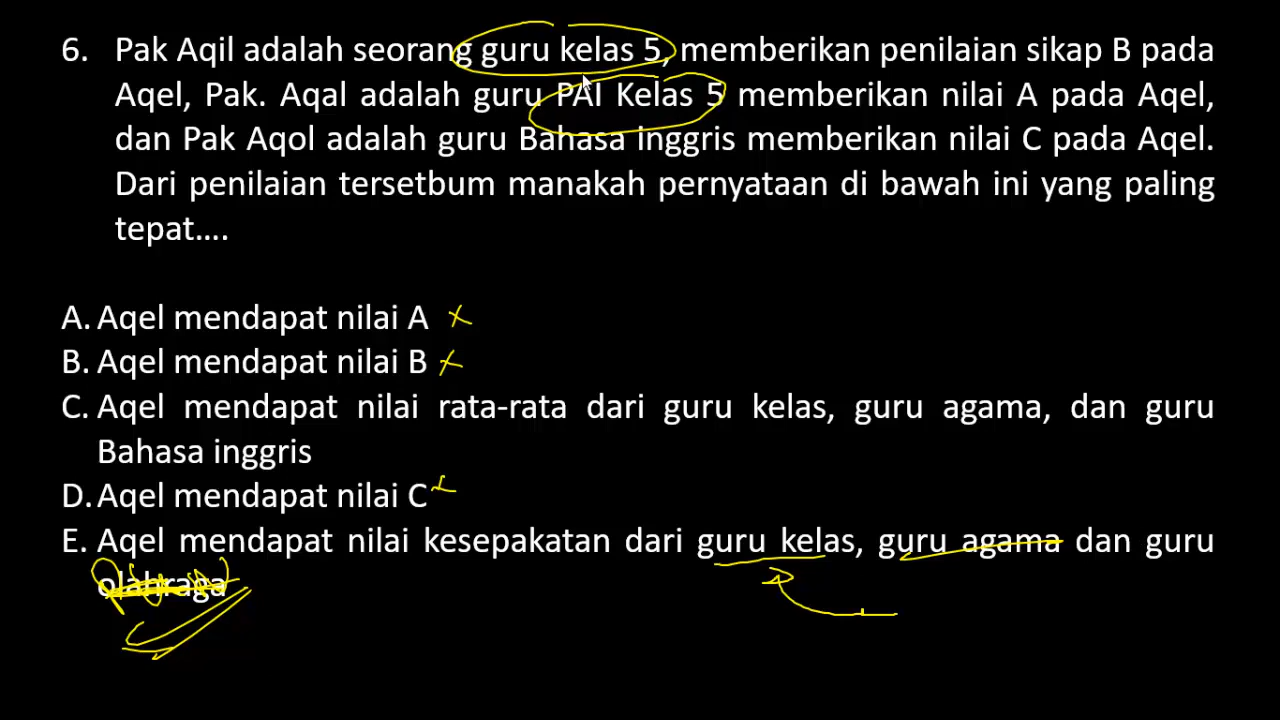 6. Pak Aqil adalah seorang guru kelas 5, memberikan penilaian sikap B pada
Aqel, Pak. Aqal adalah guru PAI Kelas 5 memberikan nilai A pada Aqel,
dan Pak Aqol adalah guru Bahasa inggris memberikan nilai C pada Aqel.
Dari penilaian tersetbum manakah pernyataan di bawah ini yang paling
tepat....
A. Aqel mendapat nilai A
B. Aqel mendapat nilai B
C. Aqel mendapat nilai rata-rata dari guru kelas, guru agama, dan guru
Bahasa inggris
D. Aqel mendapat nilai C
E. Aqel mendapat nilai kesepakatan dari guru kelas, guru agama dan guru
olahraga